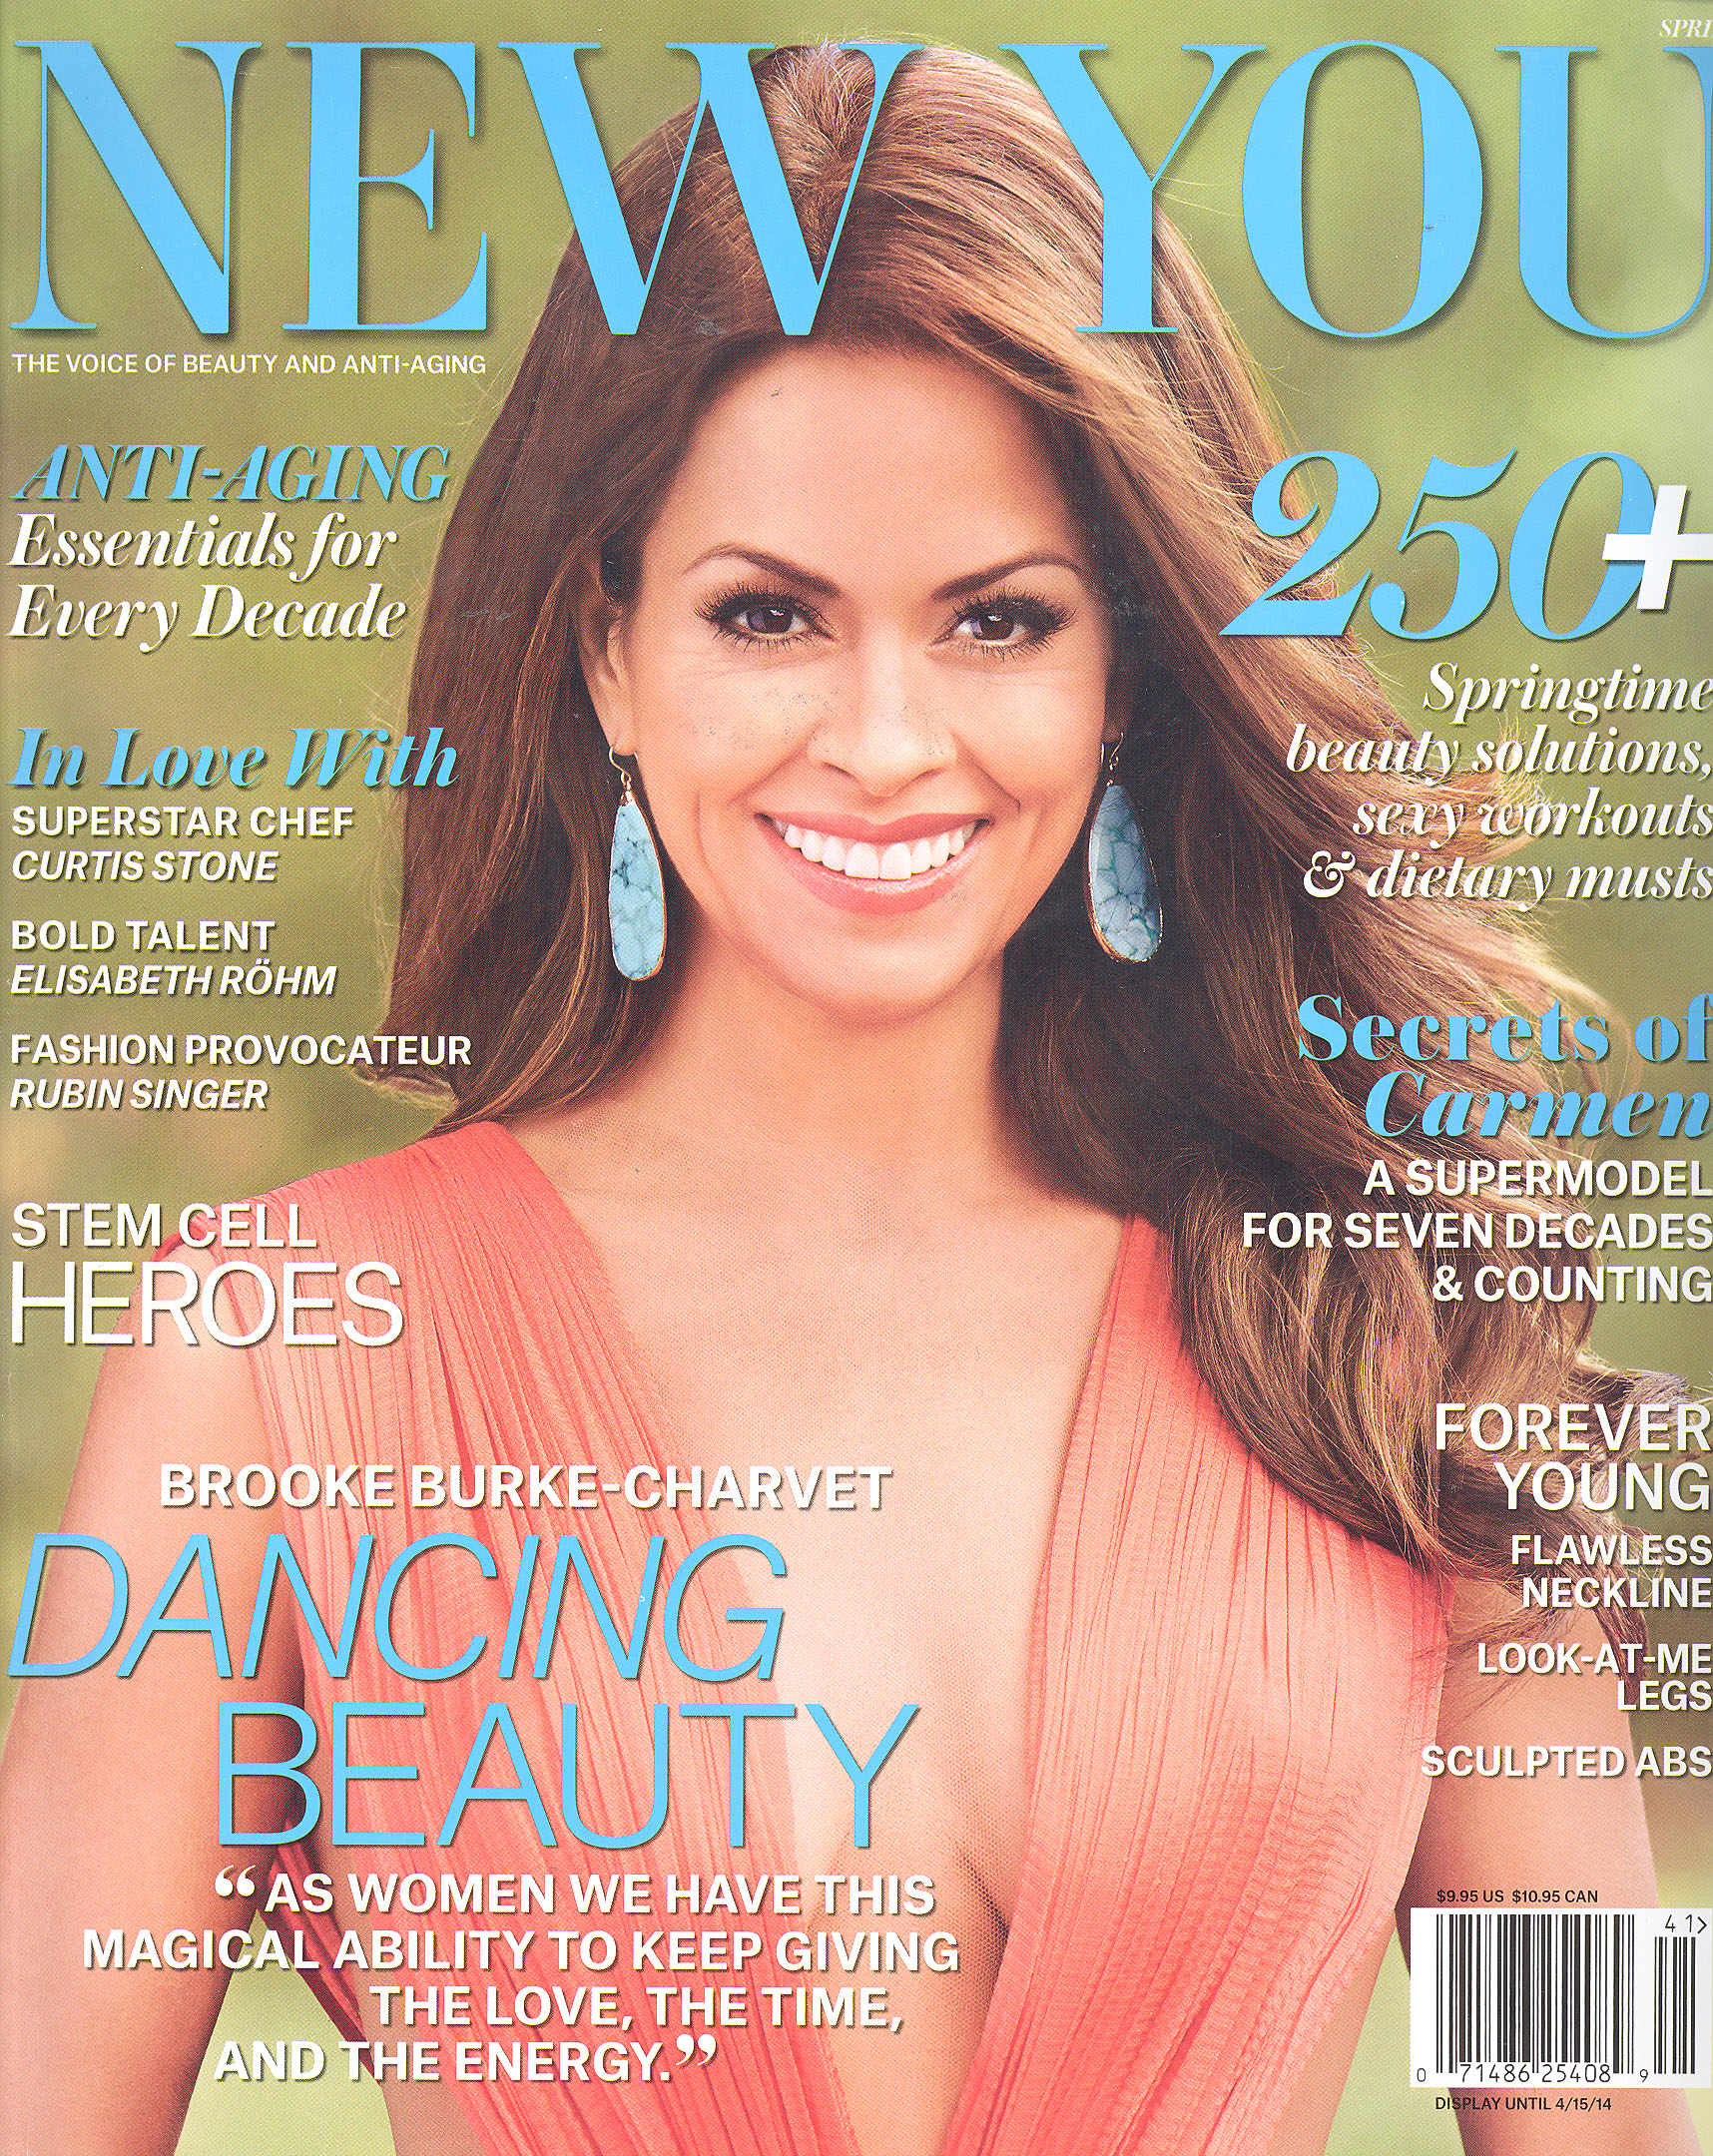 SPRI
NEW YOU
THE VOICE OF BEAUTY AND ANTI-AGING
ANTI-AGING
Essentials for
Every Decade
In Love With
SUPERSTAR CHEF
CURTIS STONE
BOLD TALENT
ELISABETH RÖHM
FASHION PROVOCATEUR
RUBIN SINGER
STEM CELL
HEROES
250+
Springtime
beauty solutions,
sexy workouts
& dietary musts
Secrets of
Carmen
A SUPERMODEL
FOR SEVEN DECADES
& COUNTING
FOREVER
YOUNG
FLAWLESS
NECKLINE
LOOK-AT-ME
LEGS
SCULPTED ABS
BROOKE BURKE-CHARVET
DANCING
BEAUTY
“AS WOMEN WE HAVE THIS
MAGICAL ABILITY TO KEEP GIVING
THE LOVE, THE TIME,
AND THE ENERGY.”
$9.95 US $10.95 CAN
41>
0 71486 25408 9
DISPLAY UNTIL 4/15/14